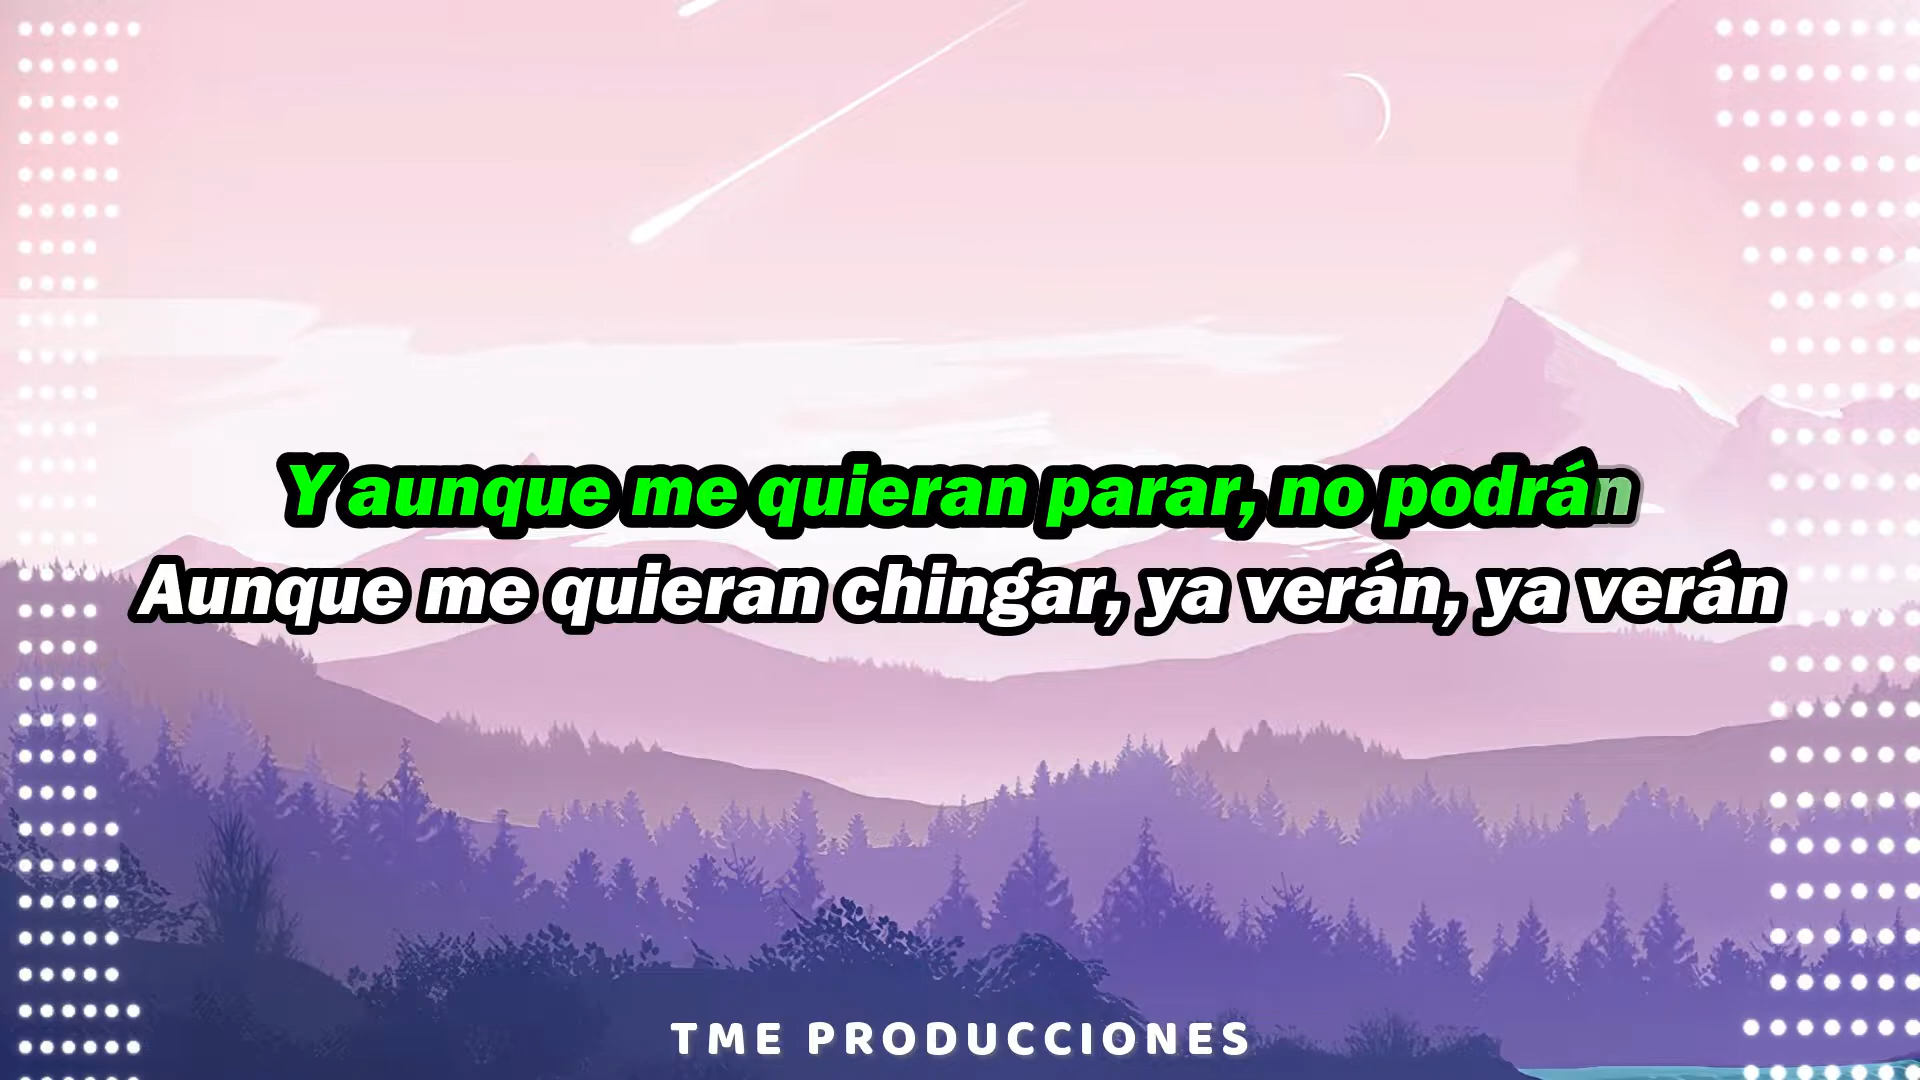 Y aunque me quieran parar, no podrán
Aunque me quieran chingar, ya verán, ya verán
TME PRODUCCIONES